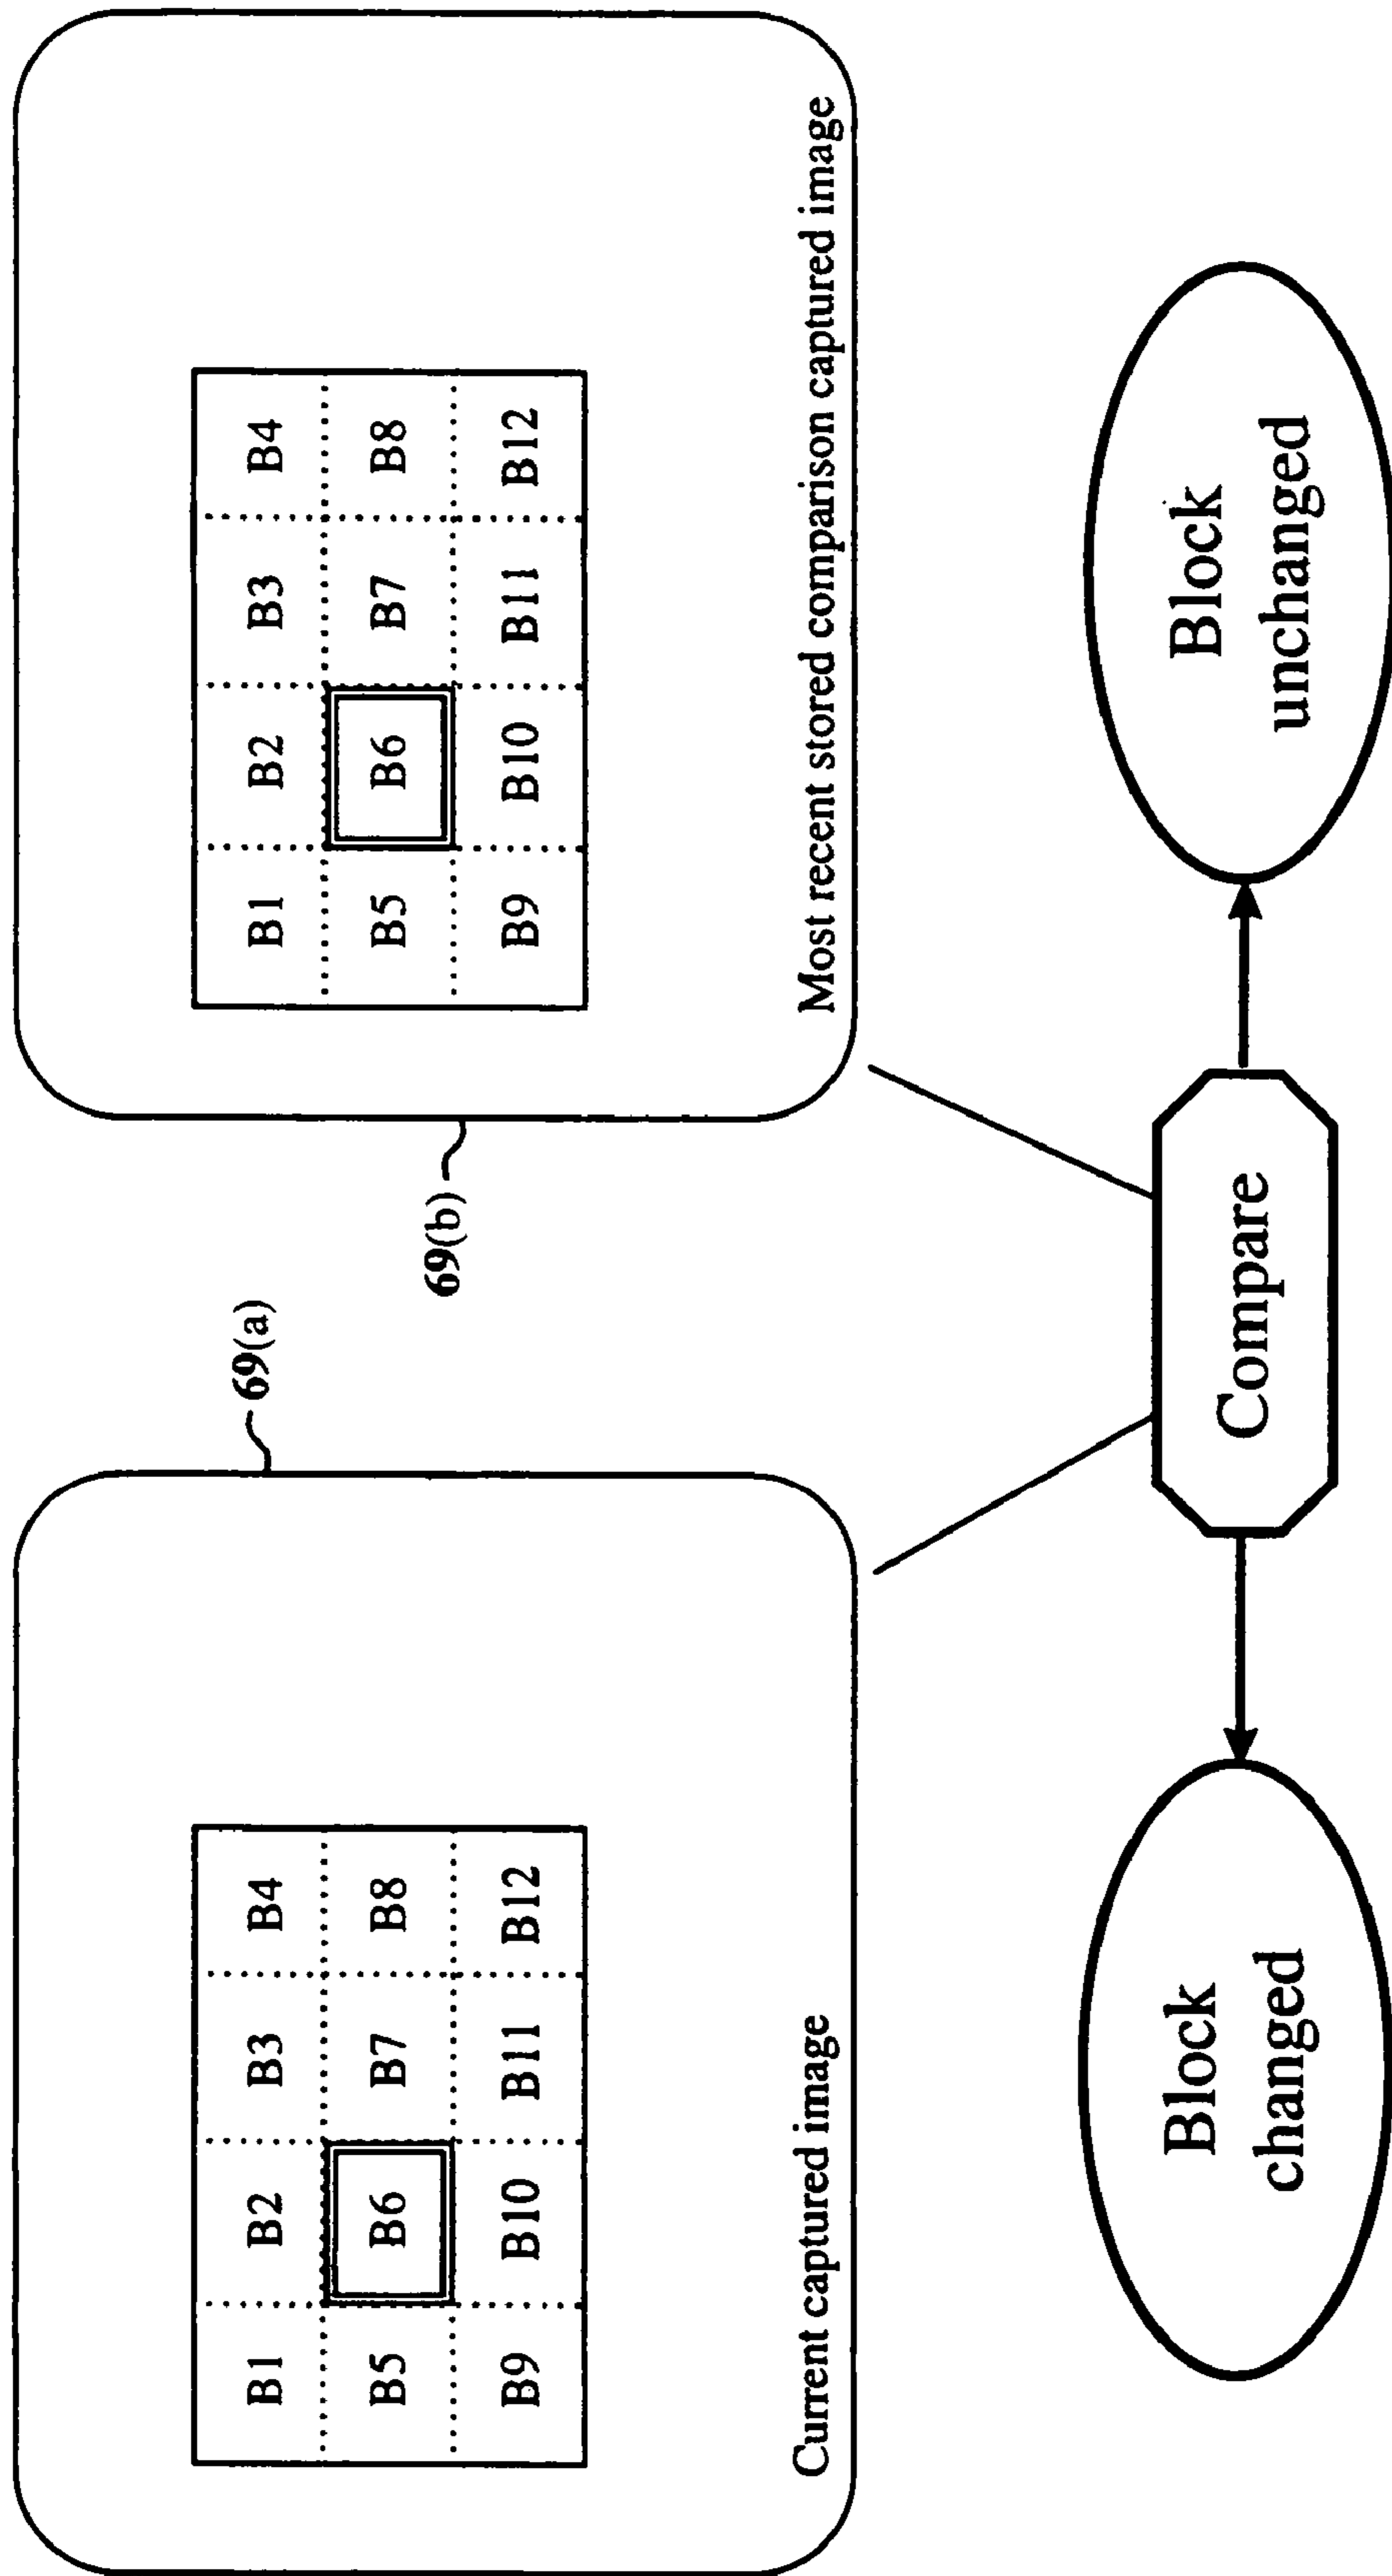 69(a)
69(b)
B1 B2 B3 B4
B5 B6 B7 B8
B9 B10 B11 B12
Current captured image
B1 B2 B3 B4
B5 B6 B7 B8
B9 B10 B11 B12
Most recent stored comparison captured image
Block
changed
Compare
Block
unchanged